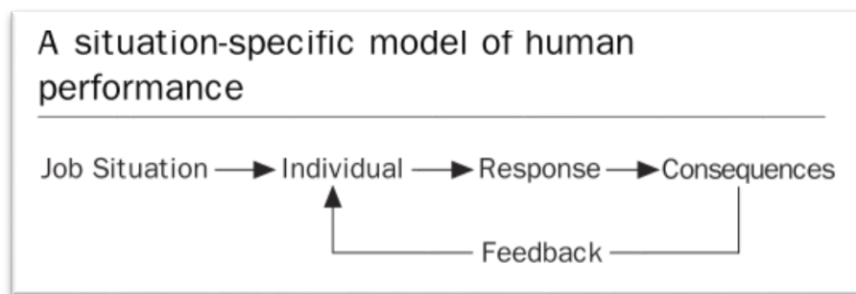 A situation-specific model of human
performance
Job Situation Individual Response Consequences
Feedback